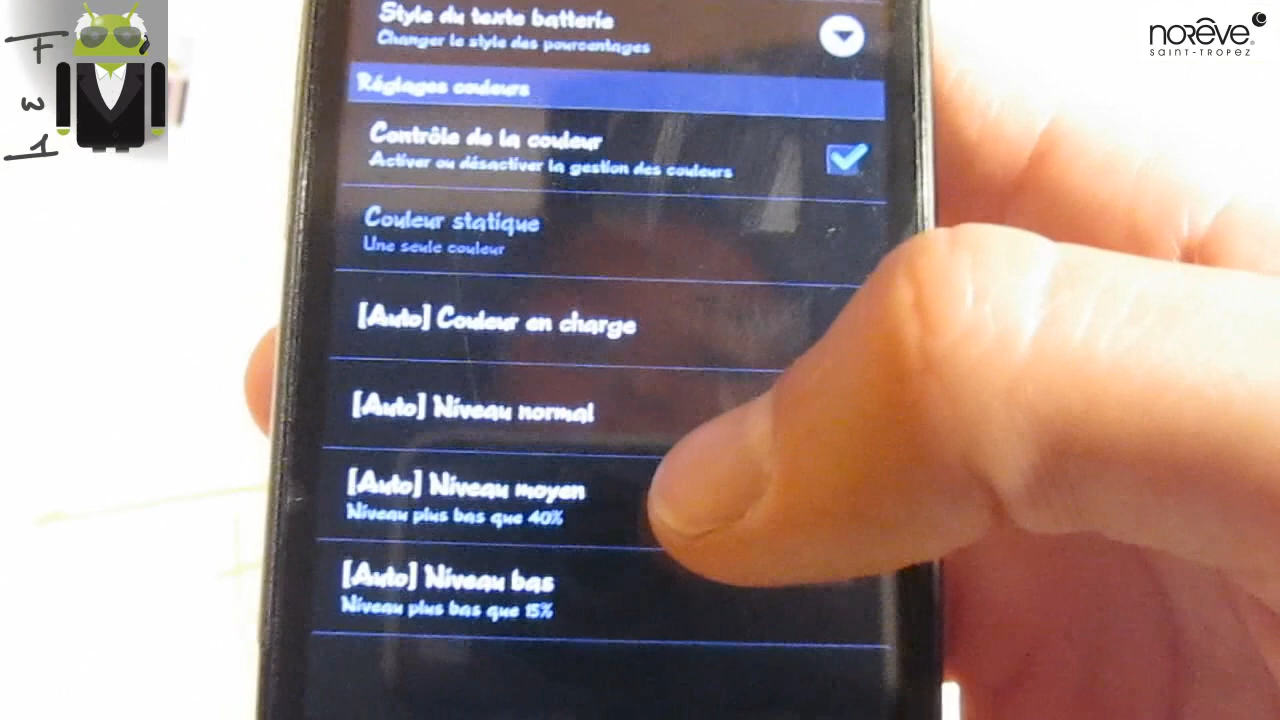 Style du texte batterie
Changer le style des pourcentages
Réglages couleurs
Contrôle de la couleur
Activer ou désactiver la gestion des couleurs
Couleur statique
Une seule couleur
[Auto] Couleur en charge
[Auto] Niveau normal
[Auto] Niveau moyen
Niveau plus bas que 40%
[Auto] Niveau bas
Niveau plus bas que 15%
F
W
1
norêve®
SAINT-TROPEZ